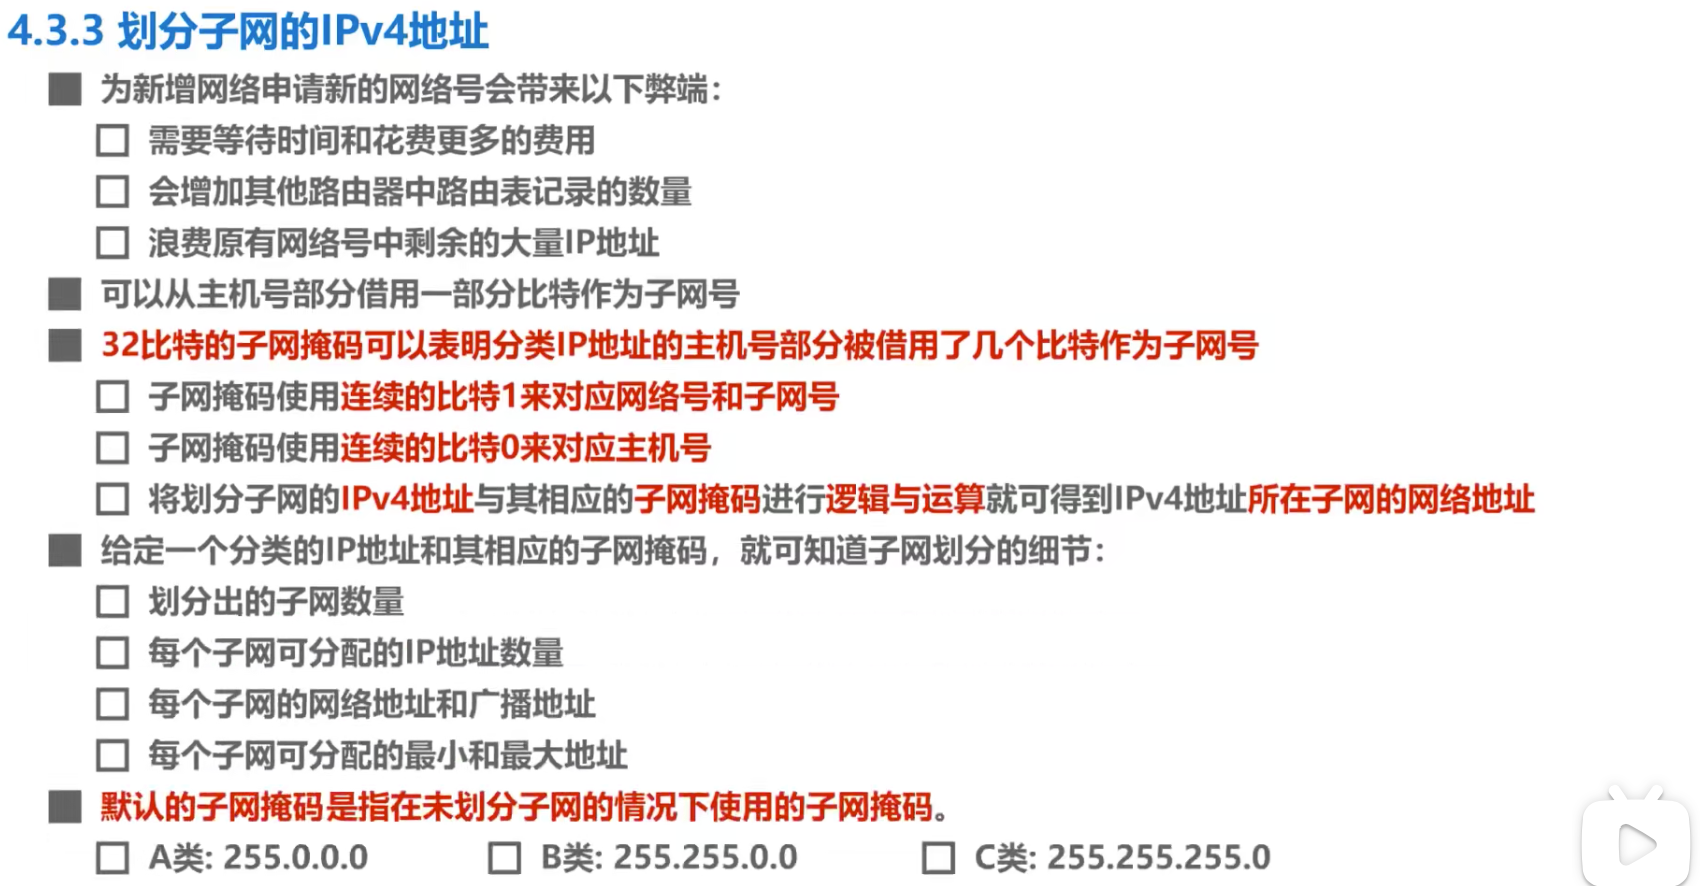 4.3.3 划分子网的IPv4地址
为新增网络申请新的网络号会带来以下弊端：
需要等待时间和花费更多的费用
会增加其他路由器中路由表记录的数量
浪费原有网络号中剩余的大量IP地址
可以从主机号部分借用一部分比特作为子网号
32比特的子网掩码可以表明分类IP地址的主机号部分被借用了几个比特作为子网号
子网掩码使用连续的比特1来对应网络号和子网号
子网掩码使用连续的比特0来对应主机号
将划分子网的IPv4地址与其相应的子网掩码进行逻辑与运算就可得到IPv4地址所在子网的网络地址
给定一个分类的IP地址和其相应的子网掩码，就可知道子网划分的细节：
划分出的子网数量
每个子网可分配的IP地址数量
每个子网的网络地址和广播地址
每个子网可分配的最小和最大地址
默认的子网掩码是指在未划分子网的情况下使用的子网掩码。
A类: 255.0.0.0 B类: 255.255.0.0 C类: 255.255.255.0